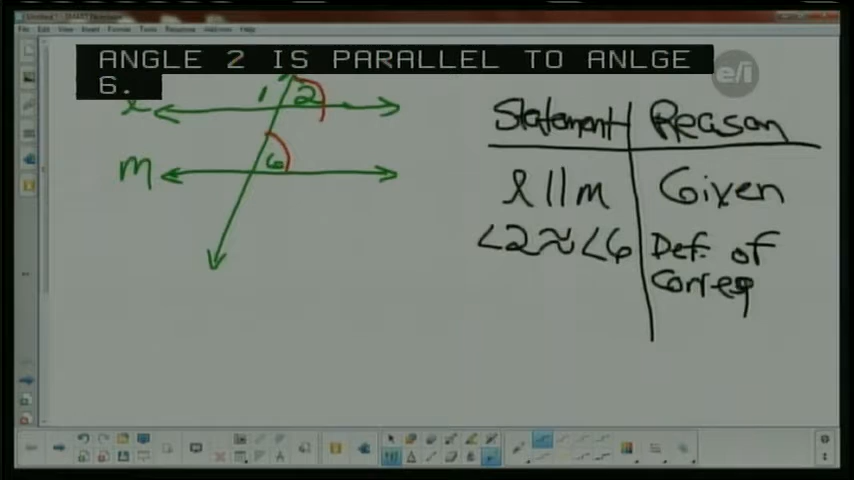 ANGLE 2 IS PARALLEL TO ANLGE
6.
e/i
1 2
l
m 6
Statement Reason
l || m Given
<2 ≈ <6 Def. of
Corresp